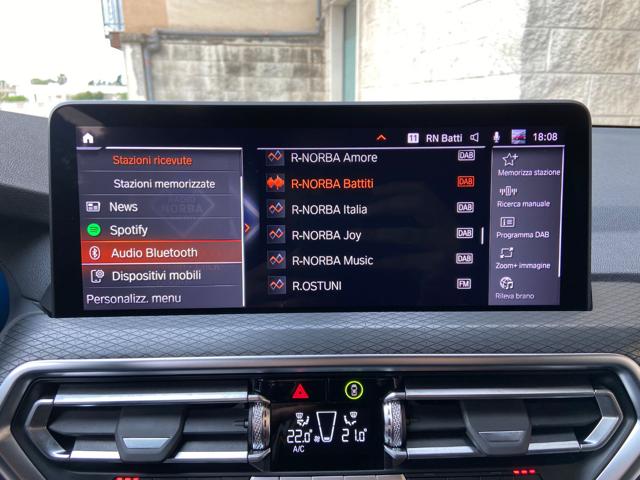 11 RN Batti 18:08
Stazioni ricevute
Stazioni memorizzate
News
Spotify
Audio Bluetooth
Dispositivi mobili
Personalizz. menu
NORBA
R-NORBA Amore DAB
R-NORBA Battiti DAB
R-NORBA Italia DAB
R-NORBA Joy DAB
R-NORBA Music DAB
R.OSTUNI FM
Memorizza stazione
Ricerca manuale
Programma DAB
Zoom+ immagine
Rileva brano
22.0° 21.0°
A/C